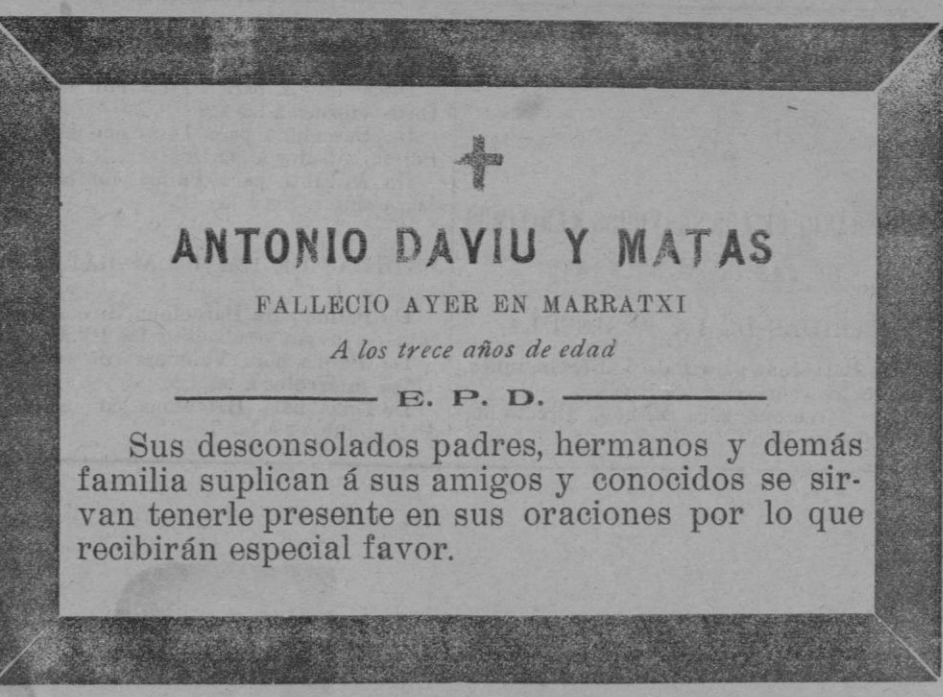 ANTONIO DAVIU Y MATAS
FALLECIO AYER EN MARRATXI
A los trece años de edad
E. P. D.
Sus desconsolados padres, hermanos y demás
familia suplican á sus amigos y conocidos se sir-
van tenerle presente en sus oraciones por lo que
recibirán especial favor.